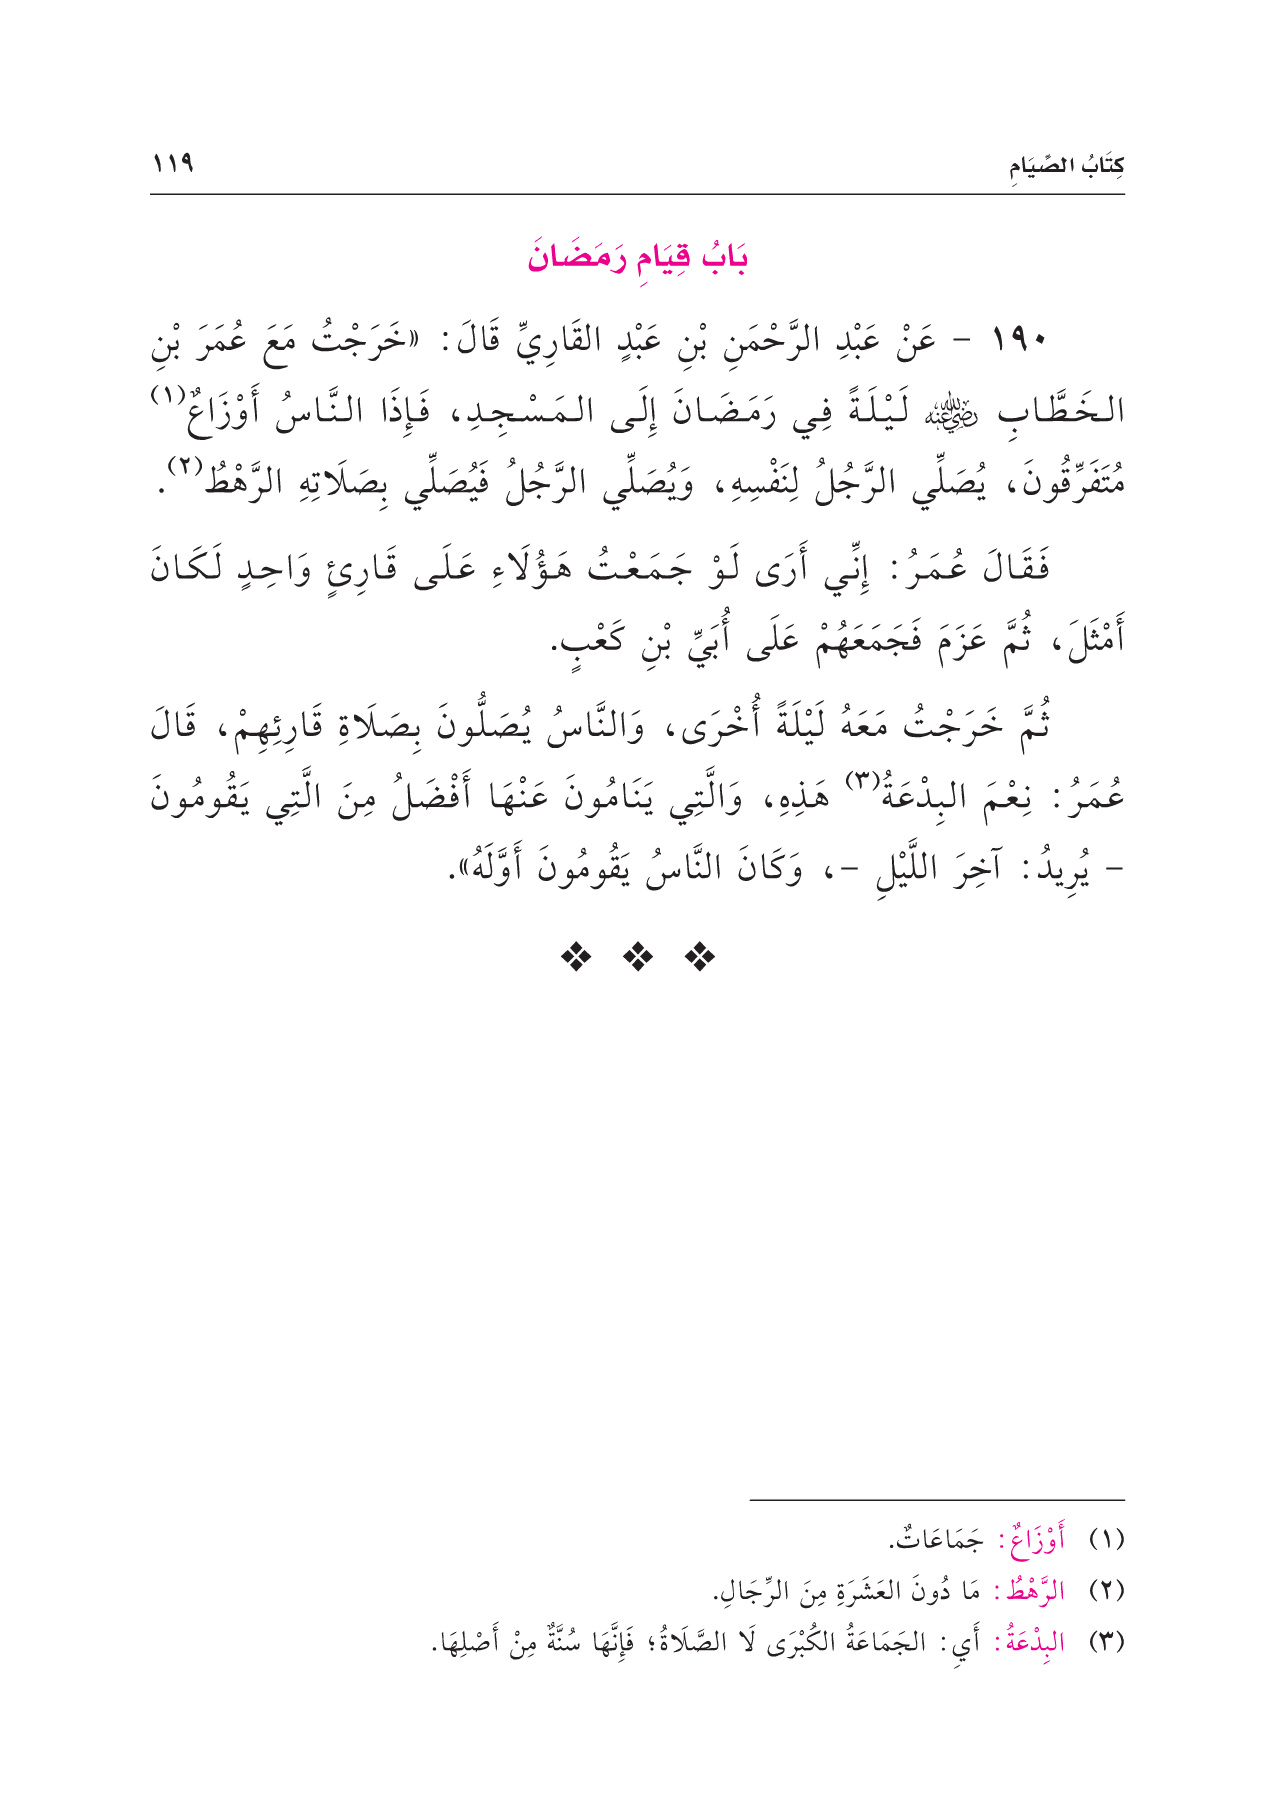 كِتَابُ الصِّيَامِ ١١٩
بَابُ قِيَامِ رَمَضَانَ
١٩٠ - عَنْ عَبْدِ الرَّحْمَنِ بْنِ عَبْدٍ القَارِيِّ قَالَ: «خَرَجْتُ مَعَ عُمَرَ بْنِ
الخَطَّابِ رضي الله عنه لَيْلَةً فِي رَمَضَانَ إِلَى المَسْجِدِ، فَإِذَا النَّاسُ أَوْزَاعٌ(١)
مُتَفَرِّقُونَ، يُصَلِّي الرَّجُلُ لِنَفْسِهِ، وَيُصَلِّي الرَّجُلُ فَيُصَلِّي بِصَلَاتِهِ الرَّهْطُ(٢).
فَقَالَ عُمَرُ: إِنِّي أَرَى لَوْ جَمَعْتُ هَؤُلَاءِ عَلَى قَارِئٍ وَاحِدٍ لَكَانَ
أَمْثَلَ، ثُمَّ عَزَمَ فَجَمَعَهُمْ عَلَى أُبَيِّ بْنِ كَعْبٍ.
ثُمَّ خَرَجْتُ مَعَهُ لَيْلَةً أُخْرَى، وَالنَّاسُ يُصَلُّونَ بِصَلَاةِ قَارِئِهِمْ، قَالَ
عُمَرُ: نِعْمَ البِدْعَةُ(٣) هَذِهِ، وَالَّتِي يَنَامُونَ عَنْهَا أَفْضَلُ مِنَ الَّتِي يَقُومُونَ
- يُرِيدُ: آخِرَ اللَّيْلِ -، وَكَانَ النَّاسُ يَقُومُونَ أَوَّلَهُ».
(١) أَوْزَاعٌ: جَمَاعَاتٌ.
(٢) الرَّهْطُ: مَا دُونَ العَشَرَةِ مِنَ الرِّجَالِ.
(٣) البِدْعَةُ: أَيِ: الجَمَاعَةُ الكُبْرَى لَا الصَّلَاةُ؛ فَإِنَّهَا سُنَّةٌ مِنْ أَصْلِهَا.